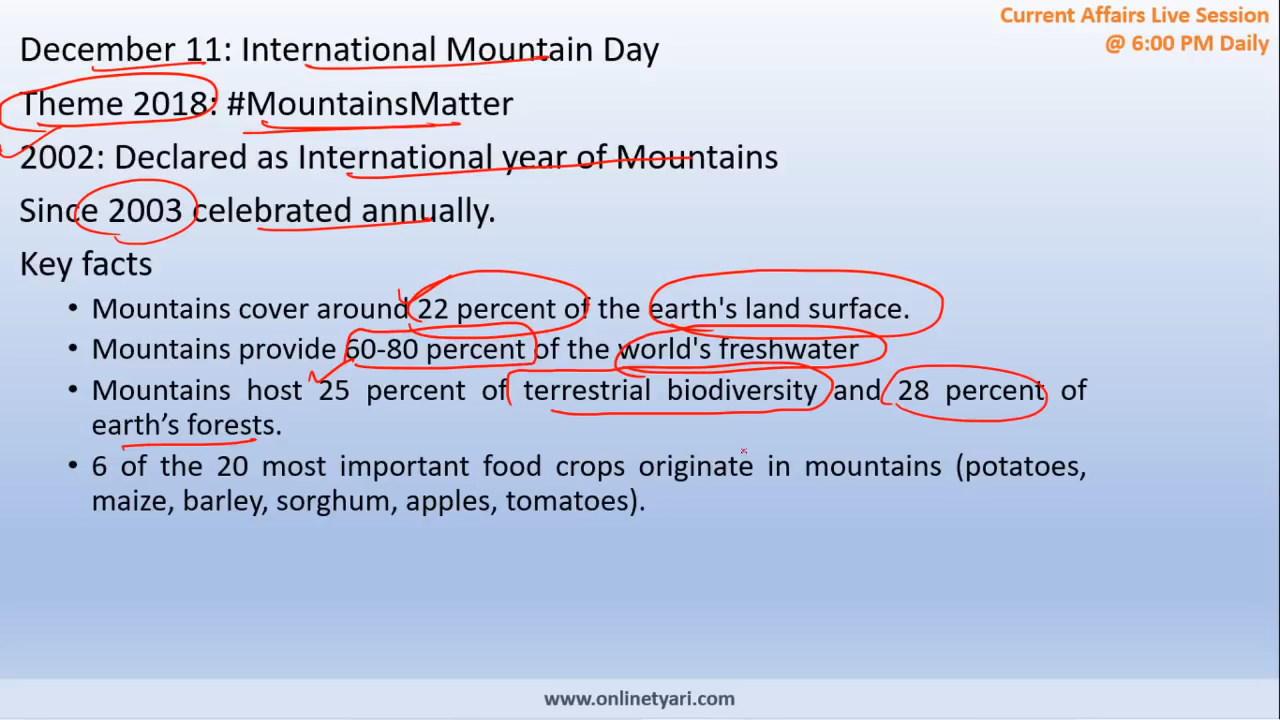 Current Affairs Live Session
@ 6:00 PM Daily
December 11: International Mountain Day
Theme 2018: #MountainsMatter
2002: Declared as International year of Mountains
Since 2003 celebrated annually.
Key facts
• Mountains cover around 22 percent of the earth's land surface.
• Mountains provide 60-80 percent of the world's freshwater
• Mountains host 25 percent of terrestrial biodiversity and 28 percent of
earth’s forests.
• 6 of the 20 most important food crops originate in mountains (potatoes,
maize, barley, sorghum, apples, tomatoes).
www.onlinetyari.com